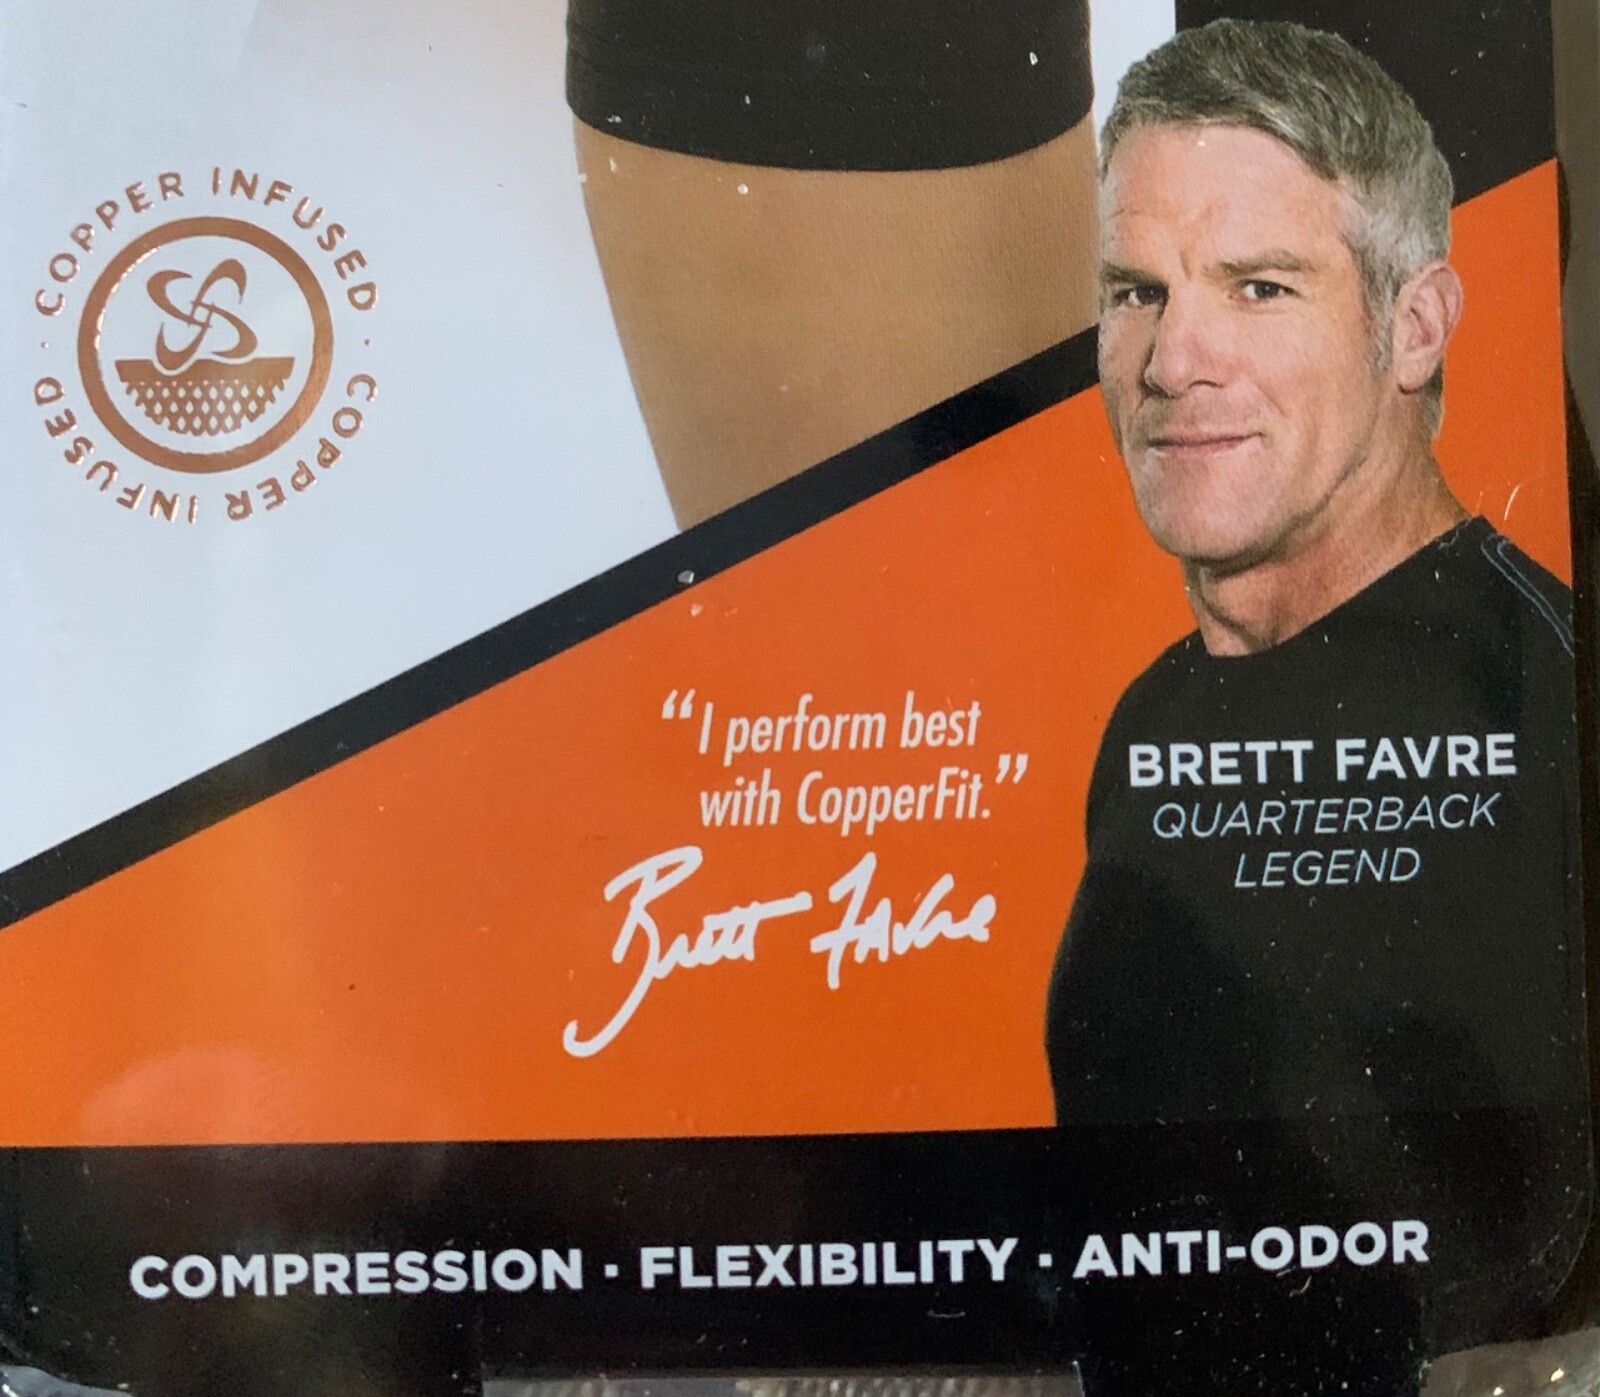 COPPER INFUSED · COPPER INFUSED ·
“I perform best
with CopperFit.”
Brett Favre
BRETT FAVRE
QUARTERBACK
LEGEND
COMPRESSION · FLEXIBILITY · ANTI-ODOR